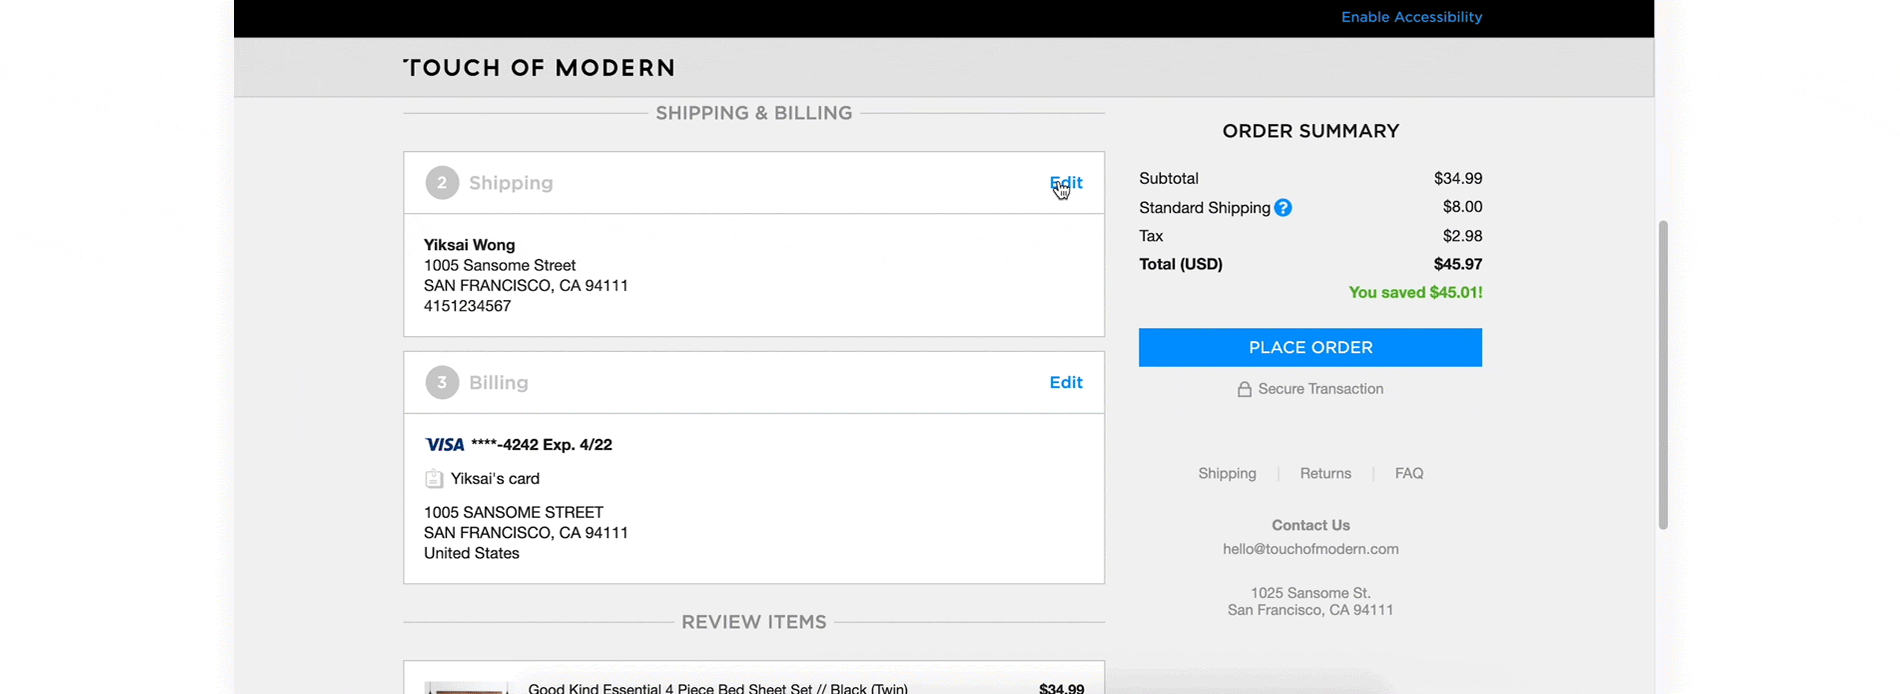 Enable Accessibility
TOUCH OF MODERN
SHIPPING & BILLING
2 Shipping Edit
Yiksai Wong
1005 Sansome Street
SAN FRANCISCO, CA 94111
4151234567
3 Billing Edit
VISA ****-4242 Exp. 4/22
Yiksai's card
1005 SANSOME STREET
SAN FRANCISCO, CA 94111
United States
REVIEW ITEMS
Good Kind Essential 4 Piece Bed Sheet Set // Black (Twin) $34.99
ORDER SUMMARY
Subtotal $34.99
Standard Shipping ? $8.00
Tax $2.98
Total (USD) $45.97
You saved $45.01!
PLACE ORDER
Secure Transaction
Shipping | Returns | FAQ
Contact Us
hello@touchofmodern.com
1025 Sansome St.
San Francisco, CA 94111